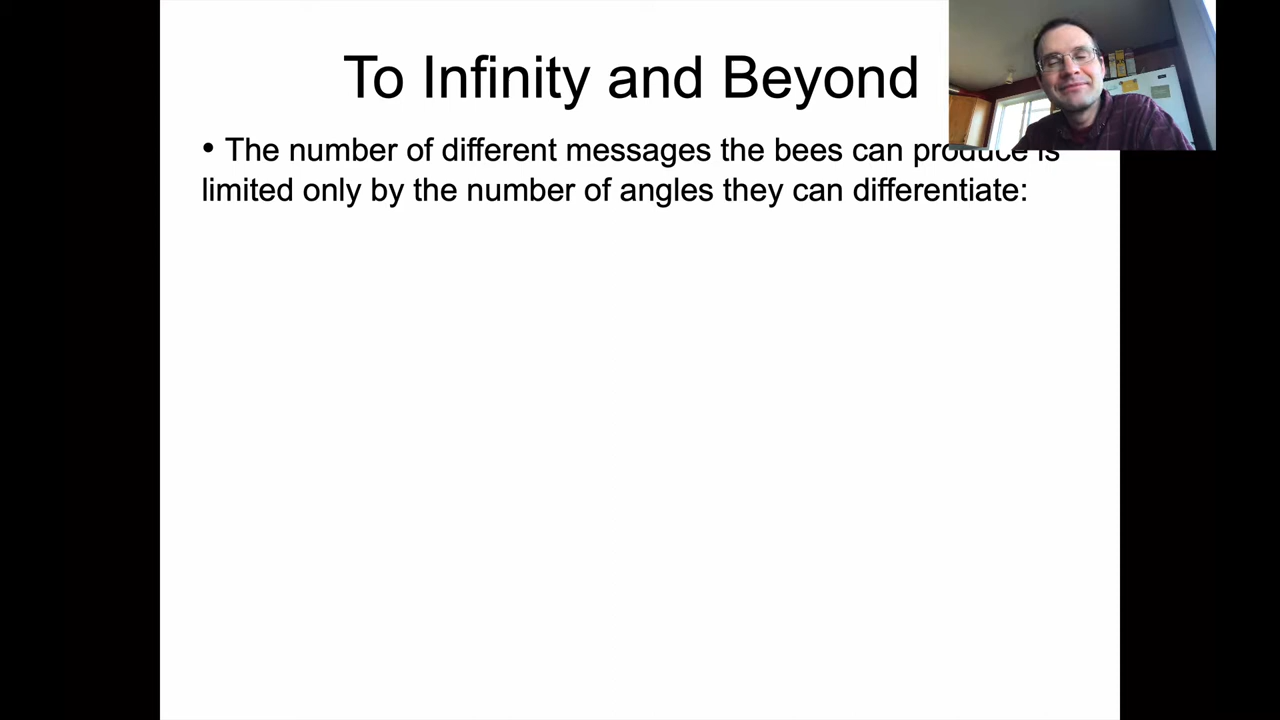 To Infinity and Beyond
• The number of different messages the bees can produce is
limited only by the number of angles they can differentiate: